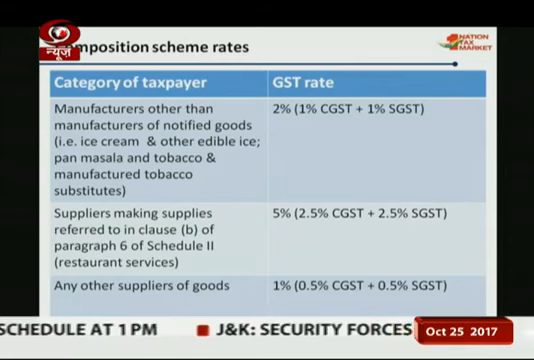 न्यूज़
omposition scheme rates
1 NATION
TAX
MARKET
Category of taxpayer
GST rate
Manufacturers other than
manufacturers of notified goods
(i.e. ice cream & other edible ice;
pan masala and tobacco &
manufactured tobacco
substitutes)
2% (1% CGST + 1% SGST)
Suppliers making supplies
referred to in clause (b) of
paragraph 6 of Schedule II
(restaurant services)
5% (2.5% CGST + 2.5% SGST)
Any other suppliers of goods
1% (0.5% CGST + 0.5% SGST)
SCHEDULE AT 1 PM
J&K: SECURITY FORCES
Oct 25 2017